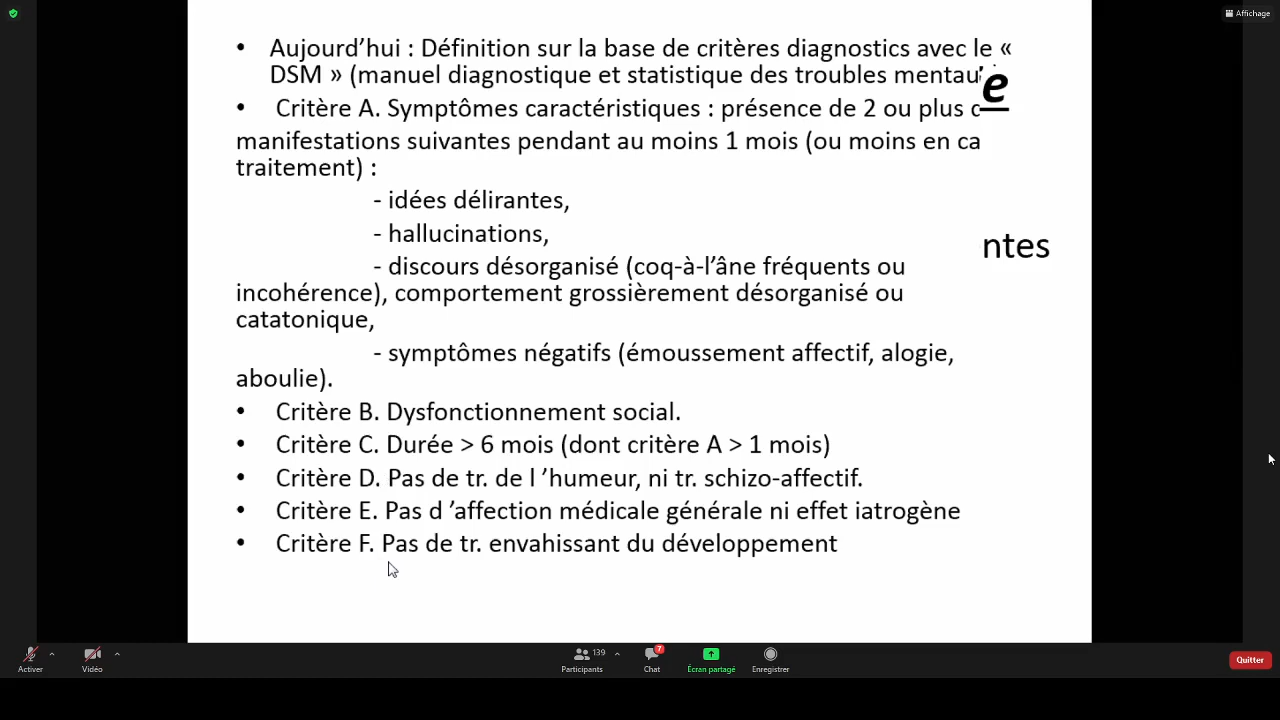 Affichage
• Aujourd’hui : Définition sur la base de critères diagnostics avec le «
DSM » (manuel diagnostique et statistique des troubles
e
• Critère A. Symptômes caractéristiques : présence de 2 ou plus
manifestations suivantes pendant au moins 1 mois (ou moins en ca
traitement) :
- idées délirantes,
- hallucinations,
ntes
- discours désorganisé (coq-à-l’âne fréquents ou
incohérence), comportement grossièrement désorganisé ou
catatonique,
- symptômes négatifs (émoussement affectif, alogie,
aboulie).
• Critère B. Dysfonctionnement social.
• Critère C. Durée > 6 mois (dont critère A > 1 mois)
• Critère D. Pas de tr. de l ’humeur, ni tr. schizo-affectif.
• Critère E. Pas d ’affection médicale générale ni effet iatrogène
• Critère F. Pas de tr. envahissant du développement
139
7
Activer
Vidéo
Participants
Chat
Écran partagé
Enregistrer
Quitter